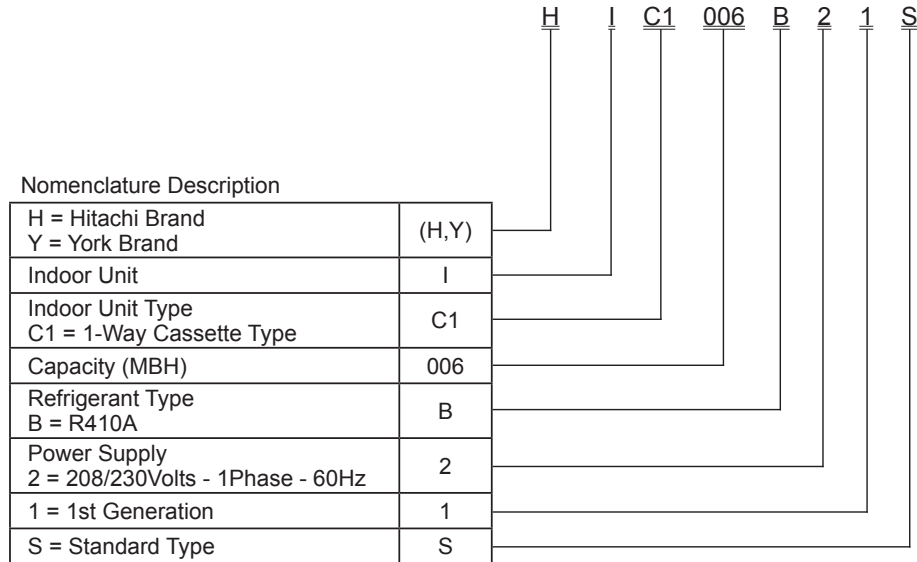 H I C1 006 B 2 1 S
Nomenclature Description
H = Hitachi Brand
Y = York Brand
(H,Y)
Indoor Unit
I
Indoor Unit Type
C1 = 1-Way Cassette Type
C1
Capacity (MBH)
006
Refrigerant Type
B = R410A
B
Power Supply
2 = 208/230Volts - 1Phase - 60Hz
2
1 = 1st Generation
1
S = Standard Type
S